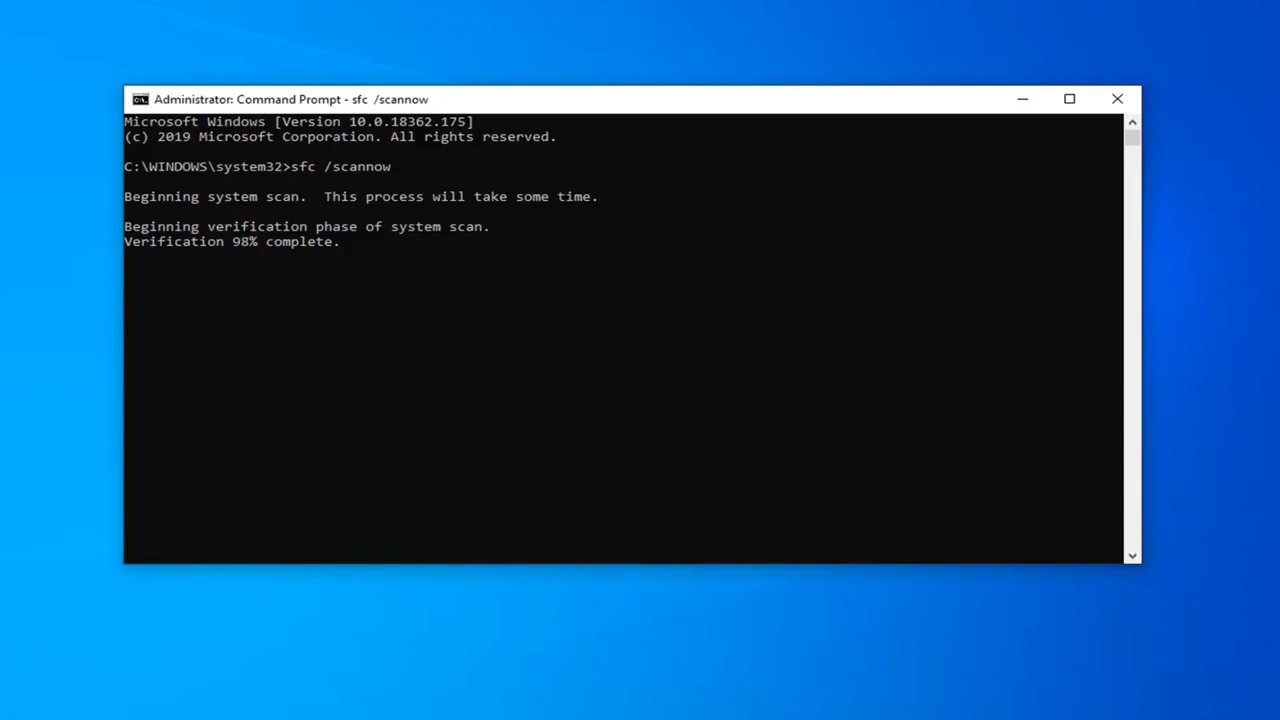 Administrator: Command Prompt - sfc  /scannow
Microsoft Windows [Version 10.0.18362.175]
(c) 2019 Microsoft Corporation. All rights reserved.
C:\WINDOWS\system32>sfc /scannow
Beginning system scan.  This process will take some time.
Beginning verification phase of system scan.
Verification 98% complete.